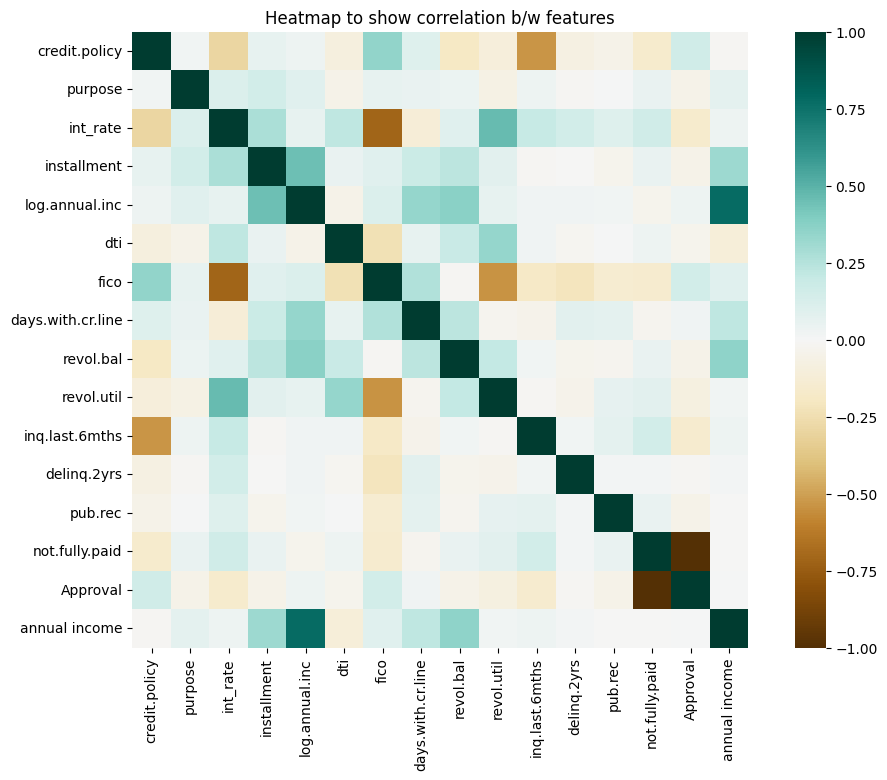 Heatmap to show correlation b/w features
credit.policy
purpose
int_rate
installment
log.annual.inc
dti
fico
days.with.cr.line
revol.bal
revol.util
inq.last.6mths
delinq.2yrs
pub.rec
not.fully.paid
Approval
annual income
credit.policy
purpose
int_rate
installment
log.annual.inc
dti
fico
days.with.cr.line
revol.bal
revol.util
inq.last.6mths
delinq.2yrs
pub.rec
not.fully.paid
Approval
annual income
1.00
0.75
0.50
0.25
0.00
−0.25
−0.50
−0.75
−1.00